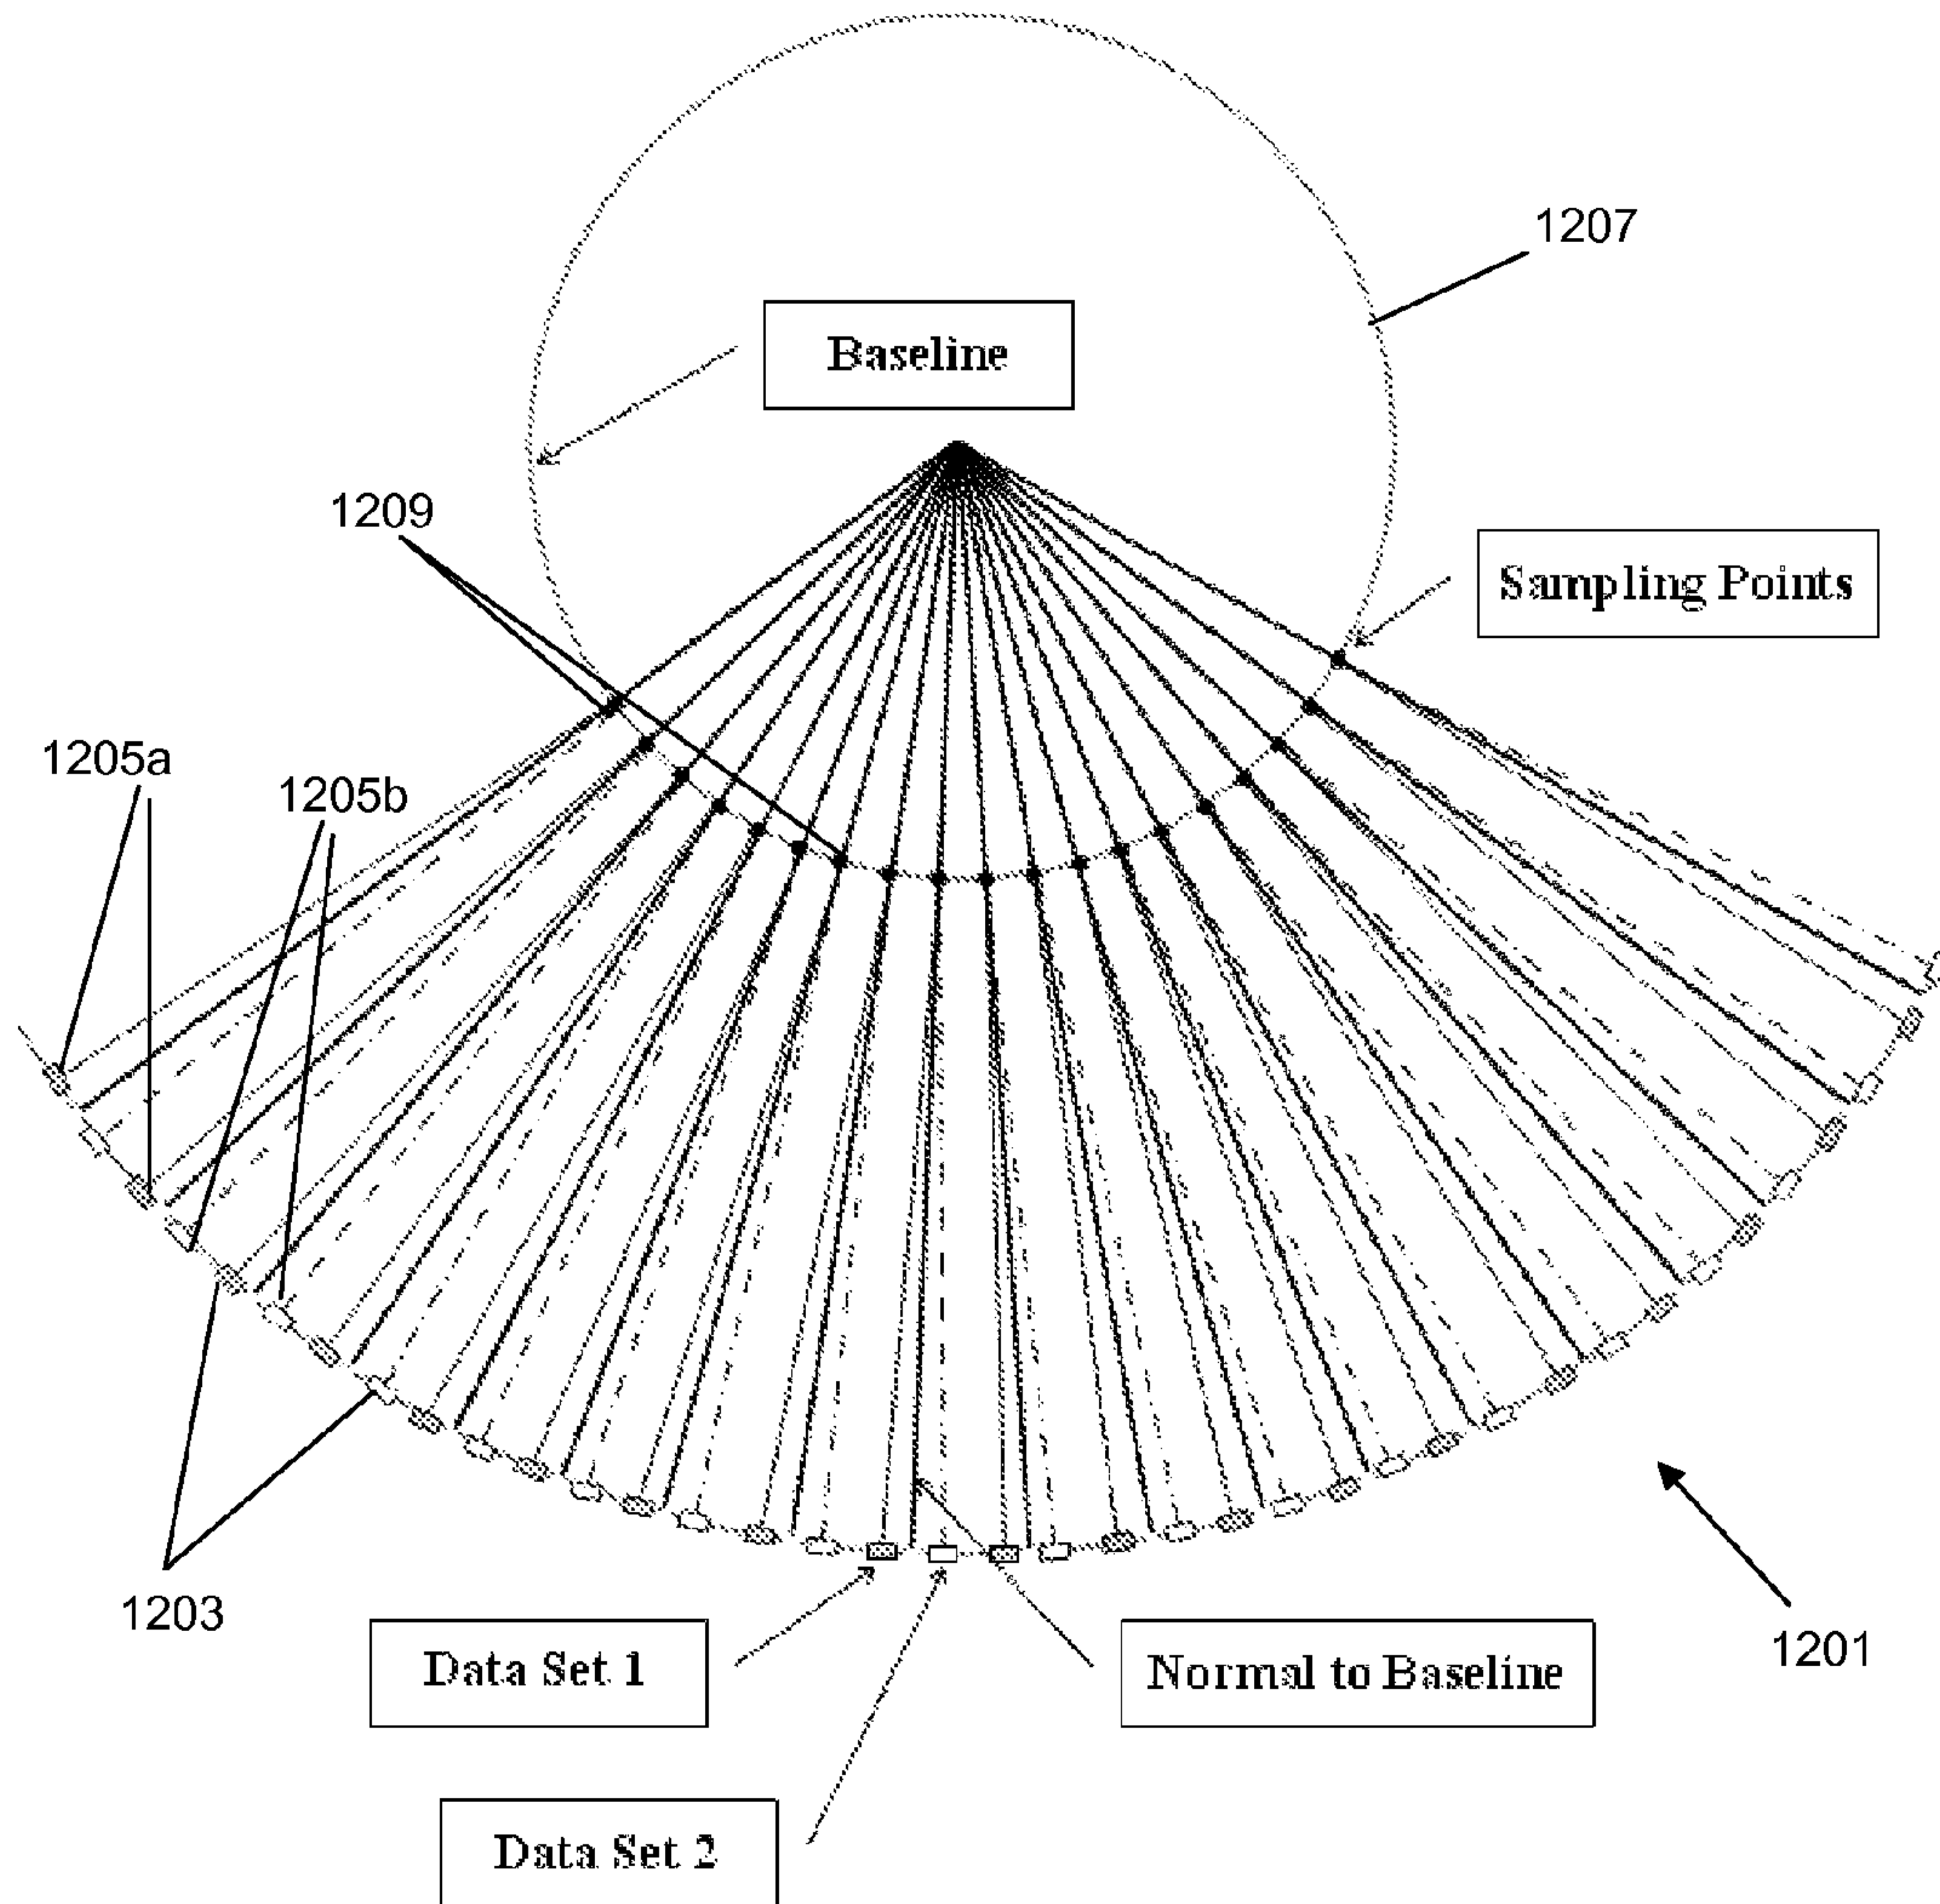 1207
Baseline
1209
Sampling Points
1205a
1205b
1203
Data Set 1
Normal to Baseline
1201
Data Set 2